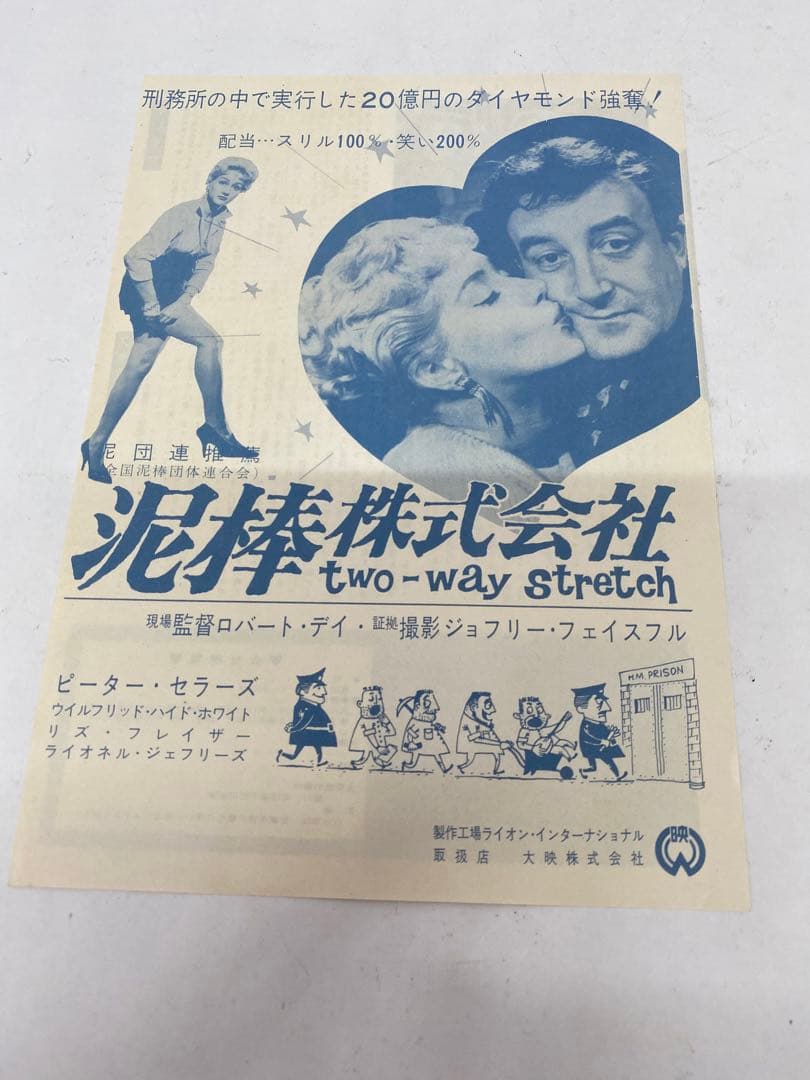 刑務所の中で実行した20億円のダイヤモンド強奪!
配当…スリル100%・笑い200%
泥団連推薦
(全国泥棒団体連合会)
泥棒株式会社
two-way stretch
現場監督ロバート・デイ・証拠撮影ジョフリー・フェイスフル
ピーター・セラーズ
ウイルフリッド・ハイド・ホワイト
リズ・フレイザー
ライオネル・ジェフリーズ
H.M. PRISON
製作工場ライオン・インターナショナル
取扱店 大映株式会社
映